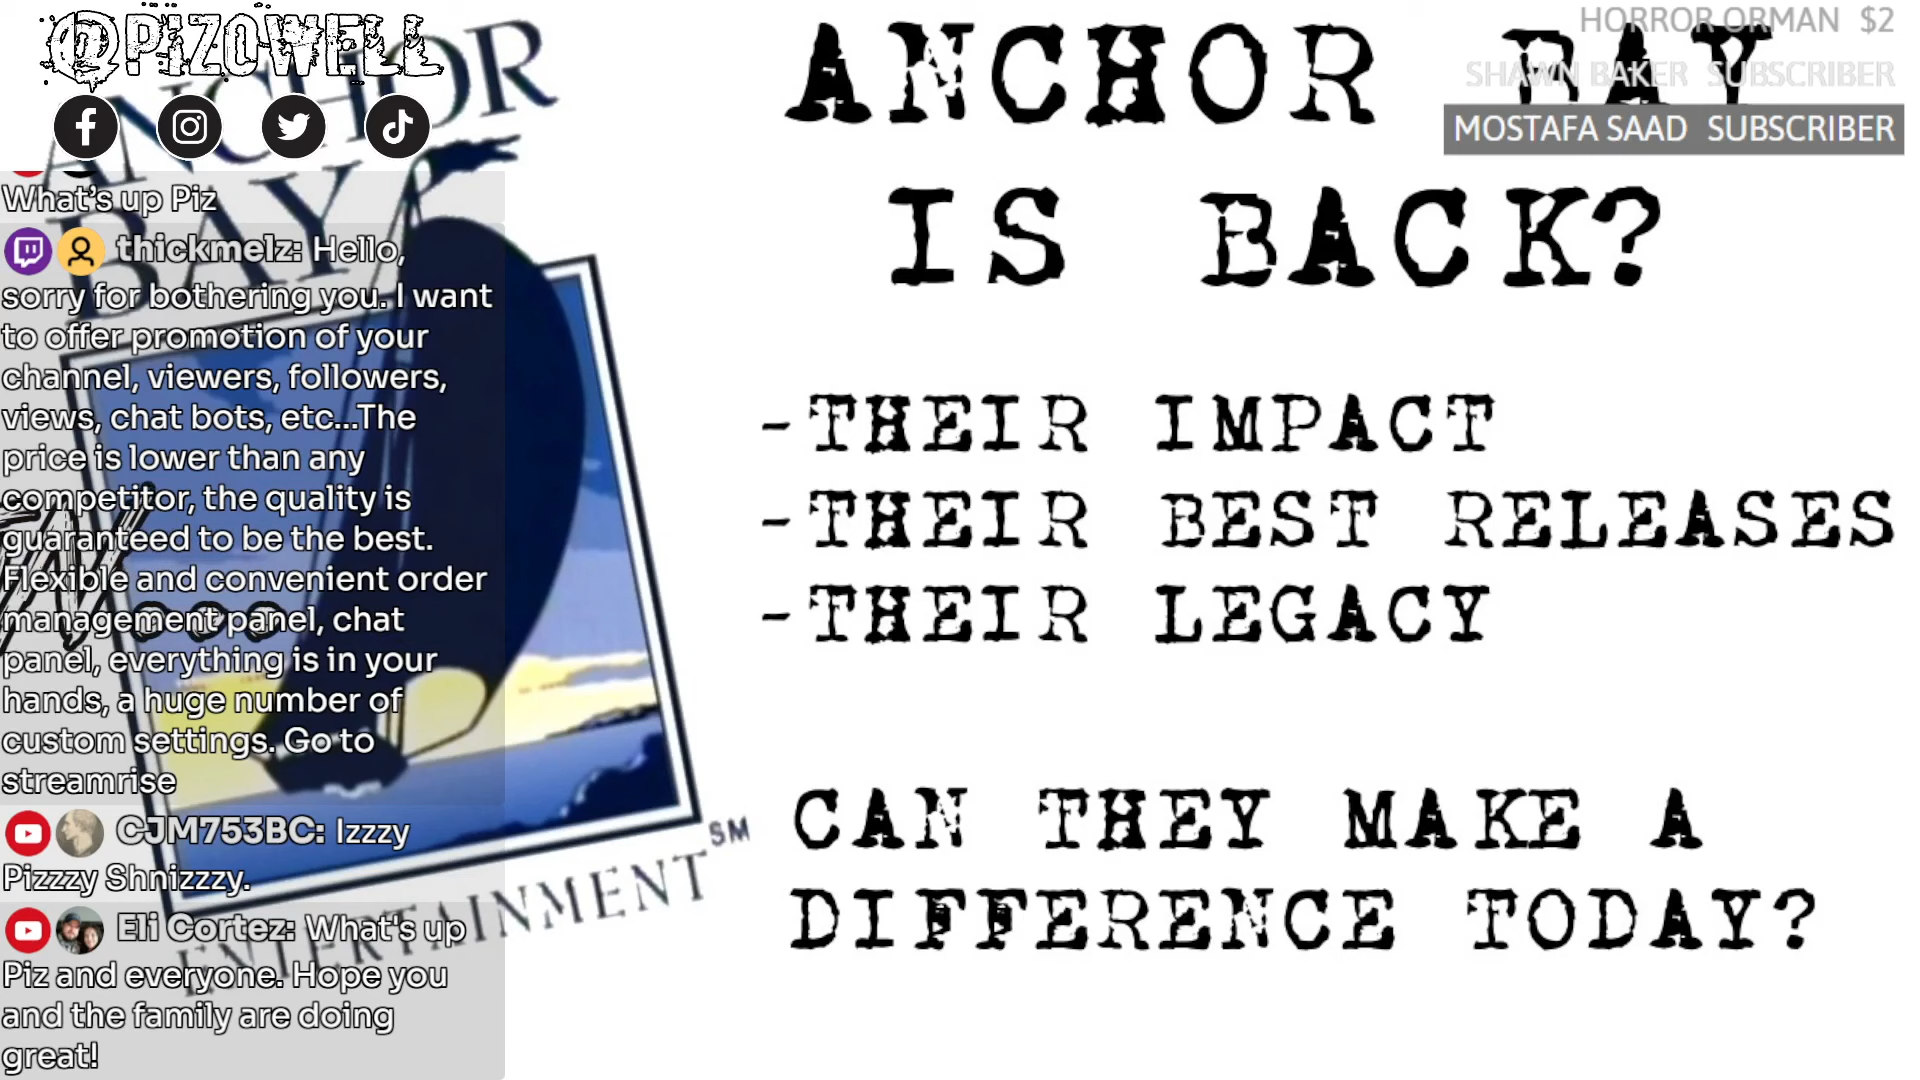 @PIZOWELL
ANCHOR
BAY
ENTERTAINMENT
SM
What's up Piz
thickmelz: Hello,
sorry for bothering you. I want
to offer promotion of your
channel, viewers, followers,
views, chat bots, etc...The
price is lower than any
competitor, the quality is
guaranteed to be the best.
Flexible and convenient order
management panel, chat
panel, everything is in your
hands, a huge number of
custom settings. Go to
streamrise
CJM753BC: Izzzy
Pizzzy Shnizzzy.
Eli Cortez: What's up
Piz and everyone. Hope you
and the family are doing
great!
ANCHOR BAY
IS BACK?
-THEIR IMPACT
-THEIR BEST RELEASES
-THEIR LEGACY
CAN THEY MAKE A
DIFFERENCE TODAY?
HORROR ORMAN $2
SHAWN BAKER SUBSCRIBER
MOSTAFA SAAD SUBSCRIBER